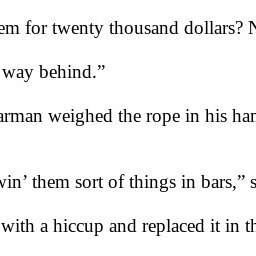 em for twenty thousand dollars? N
way behind.”
arman weighed the rope in his har
vin’ them sort of things in bars,” s
with a hiccup and replaced it in th